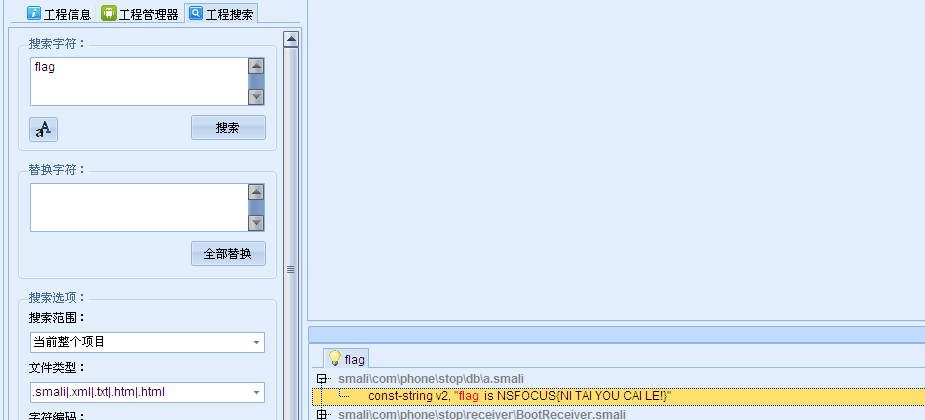 工程信息 工程管理器 工程搜索
搜索字符：
flag
搜索
替换字符：
全部替换
搜索选项：
搜索范围：
当前整个项目
文件类型：
.smali|.xml|.txt|.htm|.html
字符编码：
flag
smali\com\phone\stop\db\a.smali
const-string v2, "flag is NSFOCUS{NI TAI YOU CAI LE!}"
smali\com\phone\stop\receiver\BootReceiver.smali